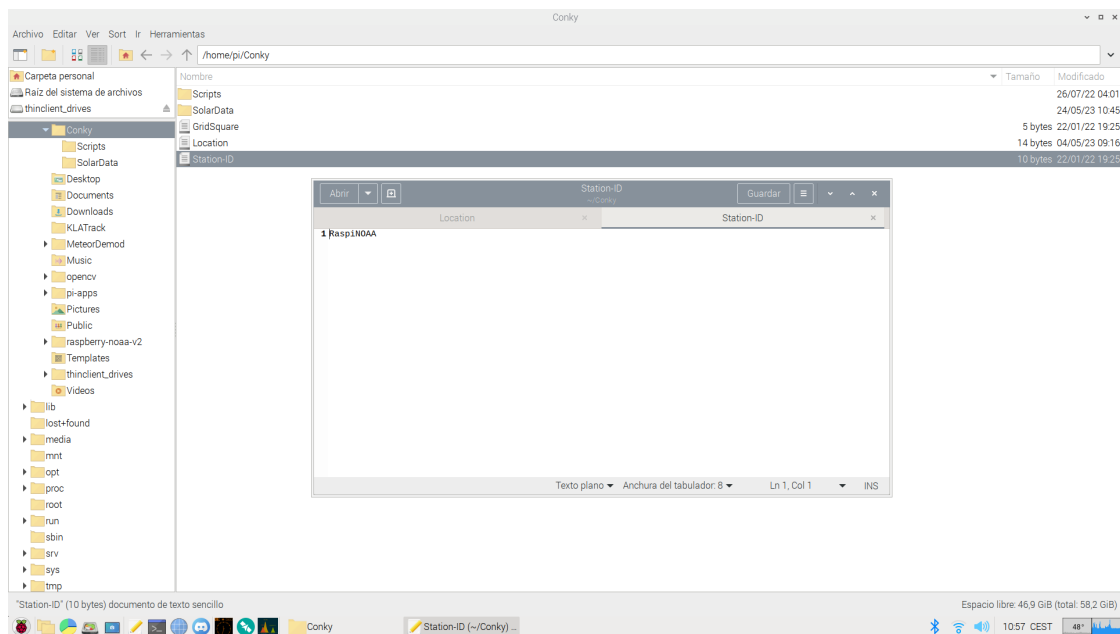 Conky
Archivo Editar Ver Sort Ir Herramientas
/home/pi/Conky
Carpeta personal
Raíz del sistema de archivos
thinclient_drives
Conky
Scripts
SolarData
Desktop
Documents
Downloads
KLATrack
MeteorDemod
Music
opencv
pi-apps
Pictures
Public
raspberry-noaa-v2
Templates
thinclient_drives
Videos
lib
lost+found
media
mnt
opt
proc
root
run
sbin
srv
sys
tmp
Nombre Tamaño Modificado
Scripts 26/07/22 04:01
SolarData 24/05/23 10:45
GridSquare 5 bytes 22/01/22 19:25
Location 14 bytes 04/05/23 09:16
Station-ID 10 bytes 22/01/22 19:25
Abrir Station-ID Guardar
~/Conky
Location Station-ID
1 RaspiNOAA
Texto plano Anchura del tabulador: 8 Ln 1, Col 1 INS
"Station-ID" (10 bytes) documento de texto sencillo Espacio libre: 46,9 GiB (total: 58,2 GiB)
Conky Station-ID (~/Conky) ... 10:57 CEST 48°